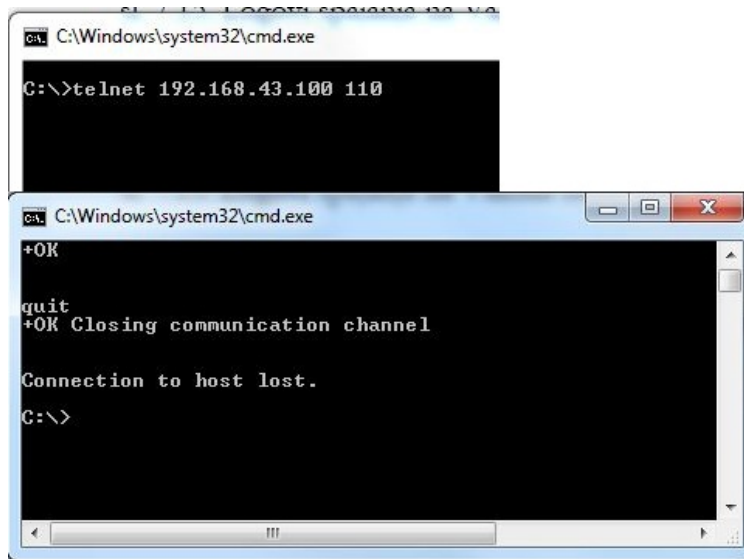 C:\Windows\system32\cmd.exe
C:\>telnet 192.168.43.100 110
C:\Windows\system32\cmd.exe
+OK
quit
+OK Closing communication channel
Connection to host lost.
C:\>